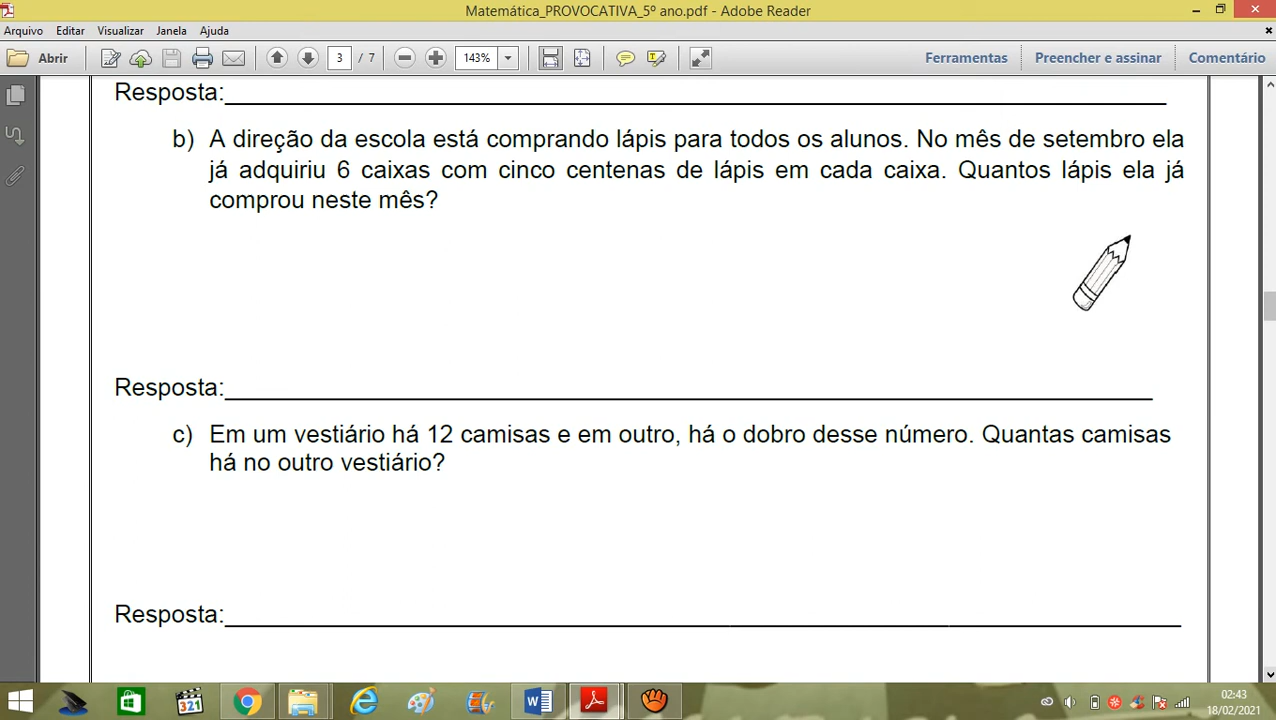 Matemática_PROVOCATIVA_5º ano.pdf - Adobe Reader
Arquivo Editar Visualizar Janela Ajuda
Abrir 3 / 7 143% Ferramentas Preencher e assinar Comentário
Resposta:______________________________
b) A direção da escola está comprando lápis para todos os alunos. No mês de setembro ela
já adquiriu 6 caixas com cinco centenas de lápis em cada caixa. Quantos lápis ela já
comprou neste mês?
Resposta:______________________________
c) Em um vestiário há 12 camisas e em outro, há o dobro desse número. Quantas camisas
há no outro vestiário?
Resposta:______________________________
321
02:43
18/02/2021